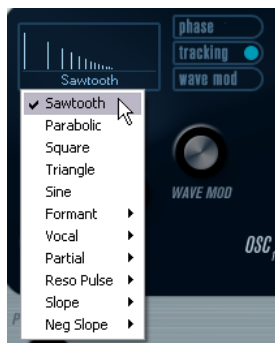 phase
tracking
wave mod
Sawtooth
Sawtooth
Parabolic
Square
Triangle
Sine
Formant
Vocal
Partial
Reso Pulse
Slope
Neg Slope
WAVE MOD
OSC
P